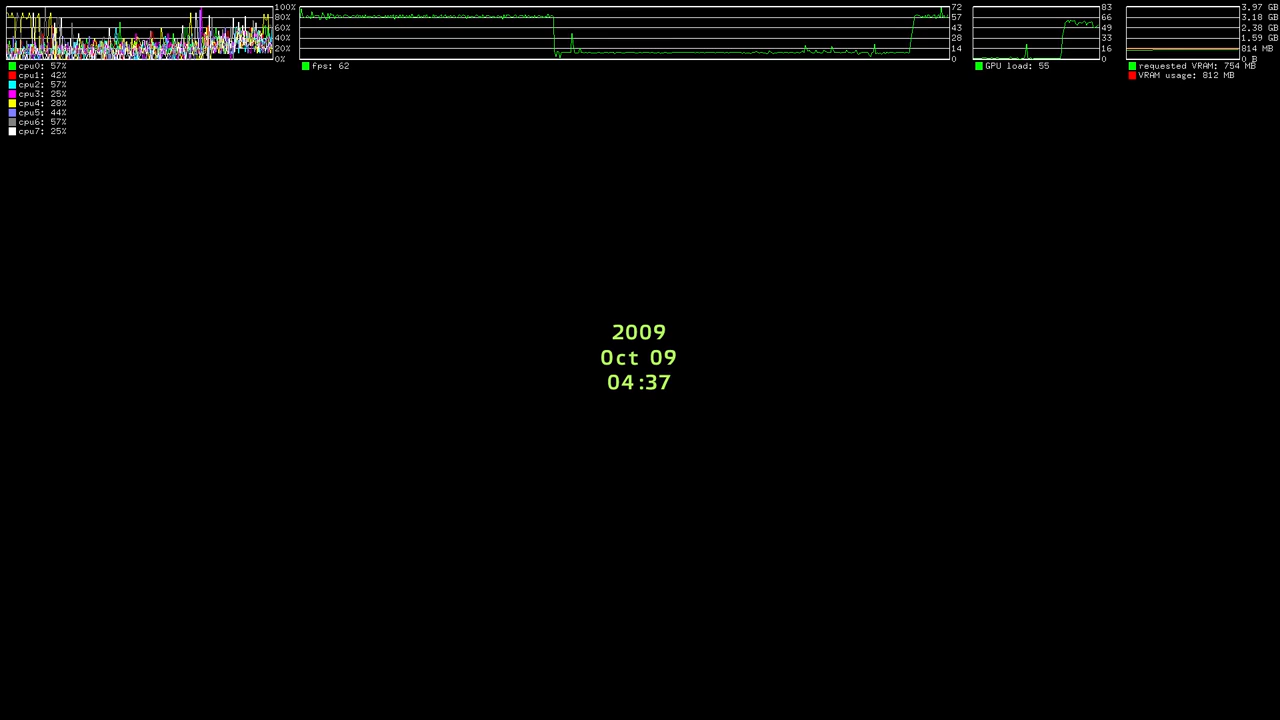 100%
80%
60%
40%
20%
0%
cpu0: 57%
cpu1: 42%
cpu2: 57%
cpu3: 25%
cpu4: 28%
cpu5: 44%
cpu6: 57%
cpu7: 25%
72
57
43
28
14
0
fps: 62
83
66
49
33
16
0
GPU load: 55
3.97 GB
3.18 GB
2.38 GB
1.59 GB
814 MB
0 B
requested VRAM: 754 MB
VRAM usage: 812 MB
2009
Oct 09
04:37